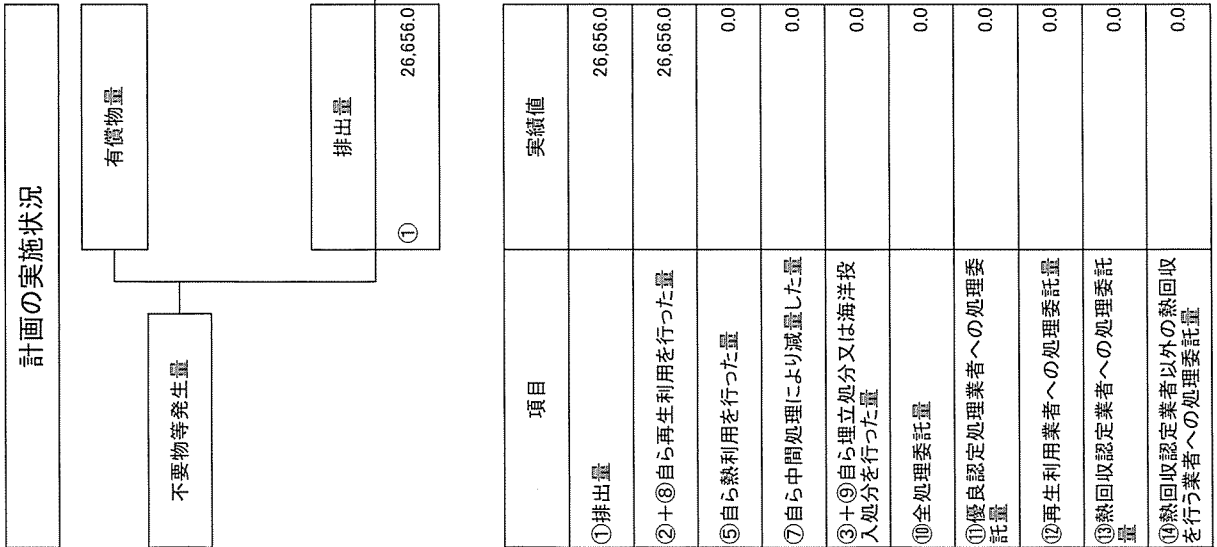 計画の実施状況
有償物量
不要物等発生量
排出量
① 26,656.0
項目 実績値
①排出量 26,656.0
②+⑧自ら再生利用を行った量 26,656.0
⑤自ら熱利用を行った量 0.0
⑦自ら中間処理により減量した量 0.0
③+⑨自ら埋立処分又は海洋投 0.0
入処分を行った量
⑩全処理委託量 0.0
⑪優良認定処理業者への処理委 0.0
託量
⑫再生利用業者への処理委託量 0.0
⑬熱回収認定業者への処理委託 0.0
量
⑭熱回収認定業者以外の熱回収 0.0
を行う業者への処理委託量